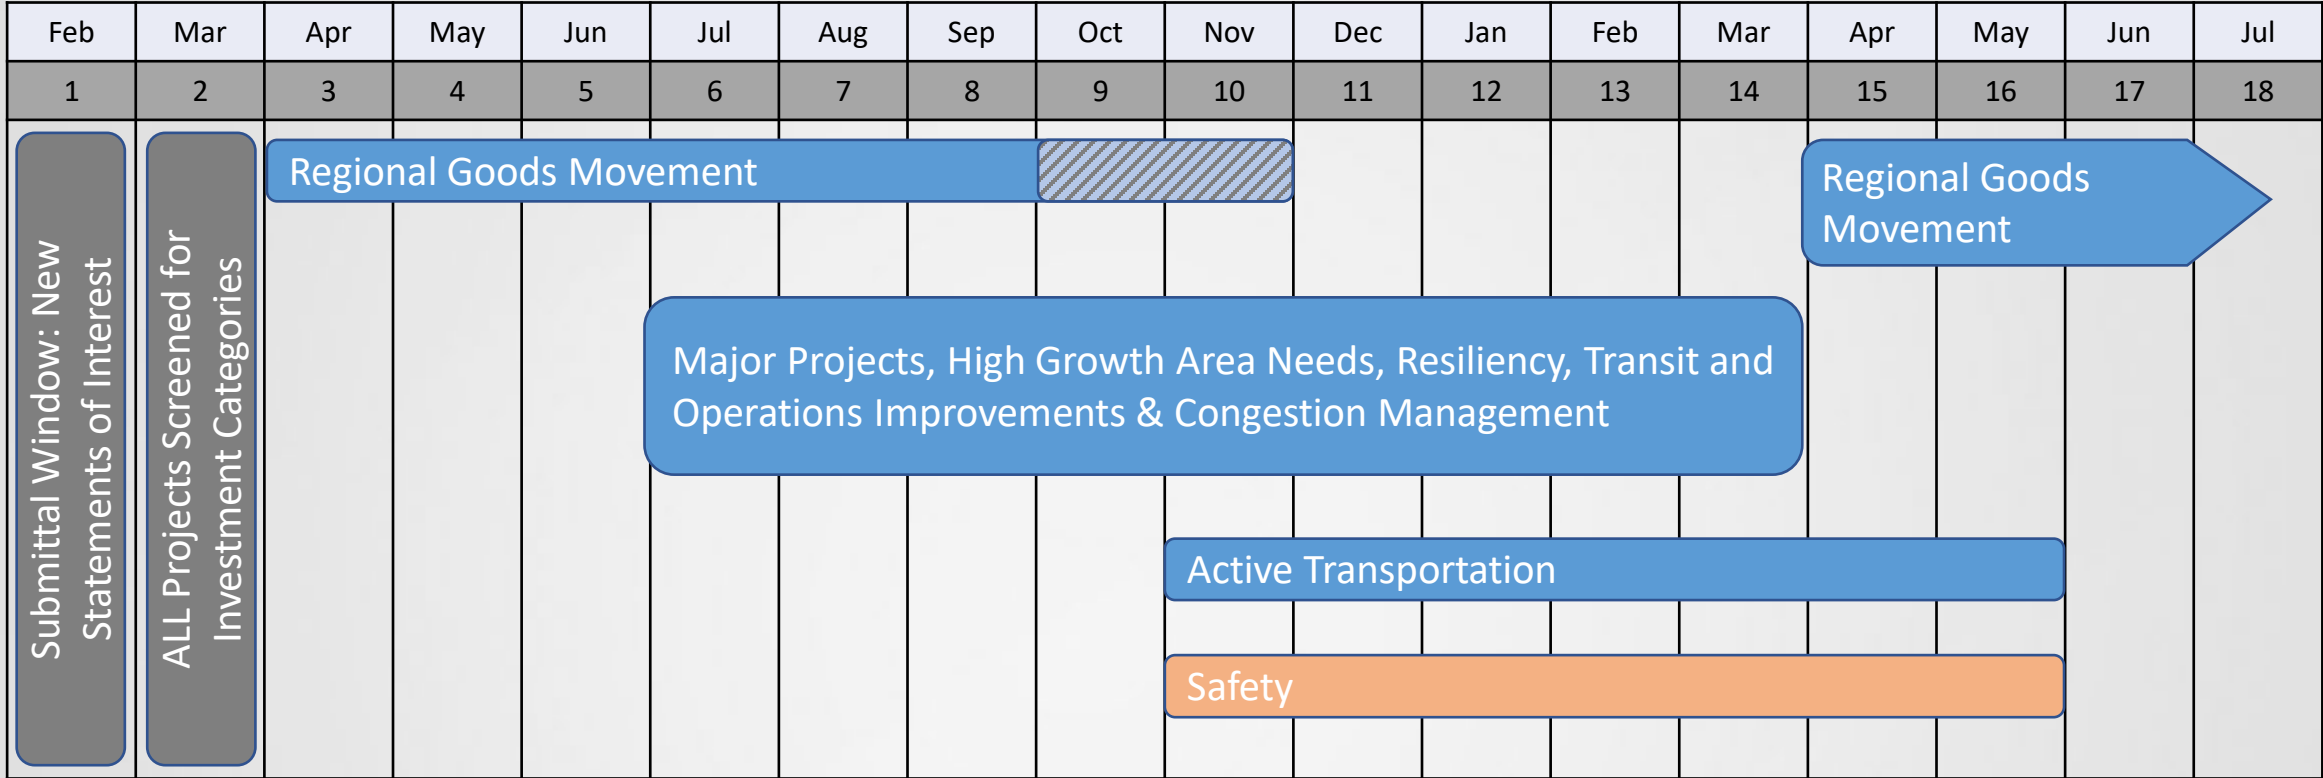 Feb Mar Apr May Jun Jul Aug Sep Oct Nov Dec Jan Feb Mar Apr May Jun Jul
1 2 3 4 5 6 7 8 9 10 11 12 13 14 15 16 17 18
Submittal Window: New
Statements of Interest
ALL Projects Screened for
Investment Categories
Regional Goods Movement
Regional Goods
Movement
Major Projects, High Growth Area Needs, Resiliency, Transit and
Operations Improvements & Congestion Management
Active Transportation
Safety